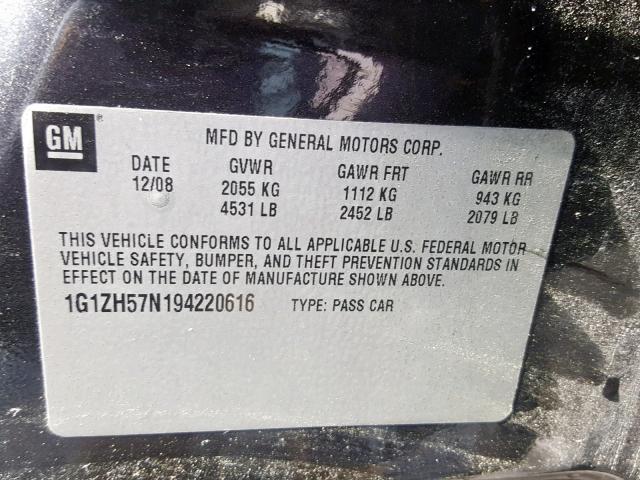 GM ®
MFD BY GENERAL MOTORS CORP.
DATE GVWR GAWR FRT GAWR RR
12/08 2055 KG 1112 KG 943 KG
4531 LB 2452 LB 2079 LB
THIS VEHICLE CONFORMS TO ALL APPLICABLE U.S. FEDERAL MOTOR
VEHICLE SAFETY, BUMPER, AND THEFT PREVENTION STANDARDS IN
EFFECT ON THE DATE OF MANUFACTURE SHOWN ABOVE.
1G1ZH57N194220616 TYPE: PASS CAR